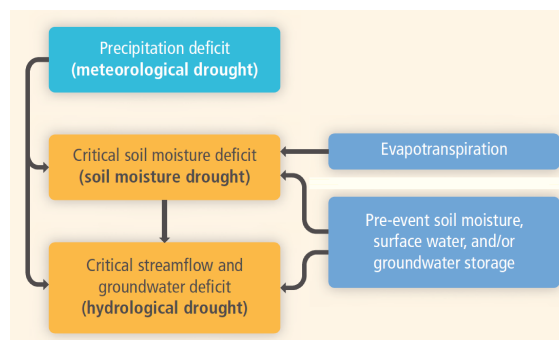 Precipitation deficit
(meteorological drought)
Critical soil moisture deficit
(soil moisture drought)
Evapotranspiration
Pre-event soil moisture,
surface water, and/or
groundwater storage
Critical streamflow and
groundwater deficit
(hydrological drought)